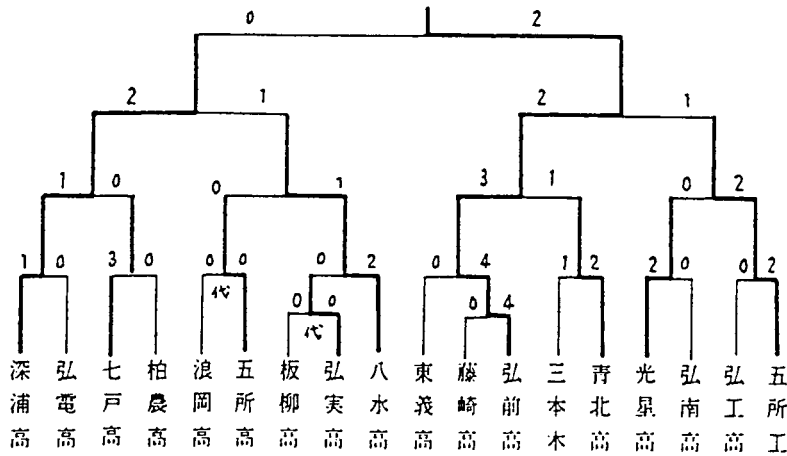 0 2
2 1 2 1
1 0 0 1 3 1 0 2
1 0 3 0 0 0 0 2 0 4 1 2 2 0 0 2
代 0 0 0 4
代
深浦高
弘電高
七戸高
柏農高
浪岡高
五所高
板柳高
弘実高
八水高
東義高
藤崎高
弘前高
三本木
青北高
光星高
弘南高
弘工高
五所工